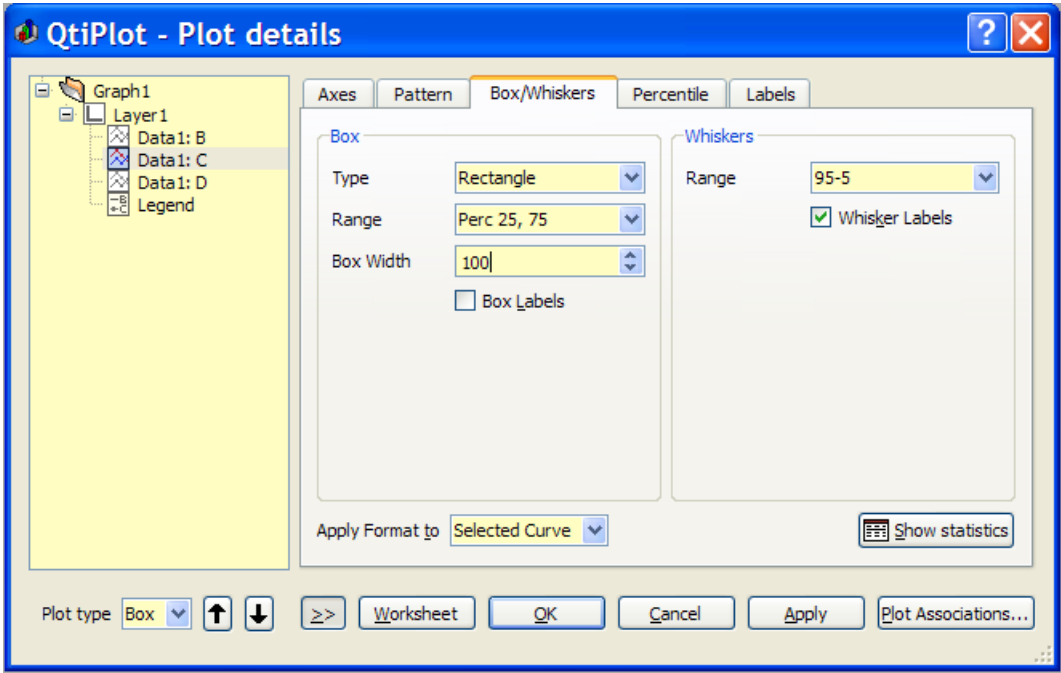 QtiPlot - Plot details
Graph1
Layer1
Data1: B
Data1: C
Data1: D
Legend
Axes Pattern Box/Whiskers Percentile Labels
Box
Type Rectangle
Range Perc 25, 75
Box Width 100
Box Labels
Whiskers
Range 95-5
Whisker Labels
Apply Format to Selected Curve Show statistics
Plot type Box >> Worksheet OK Cancel Apply Plot Associations...